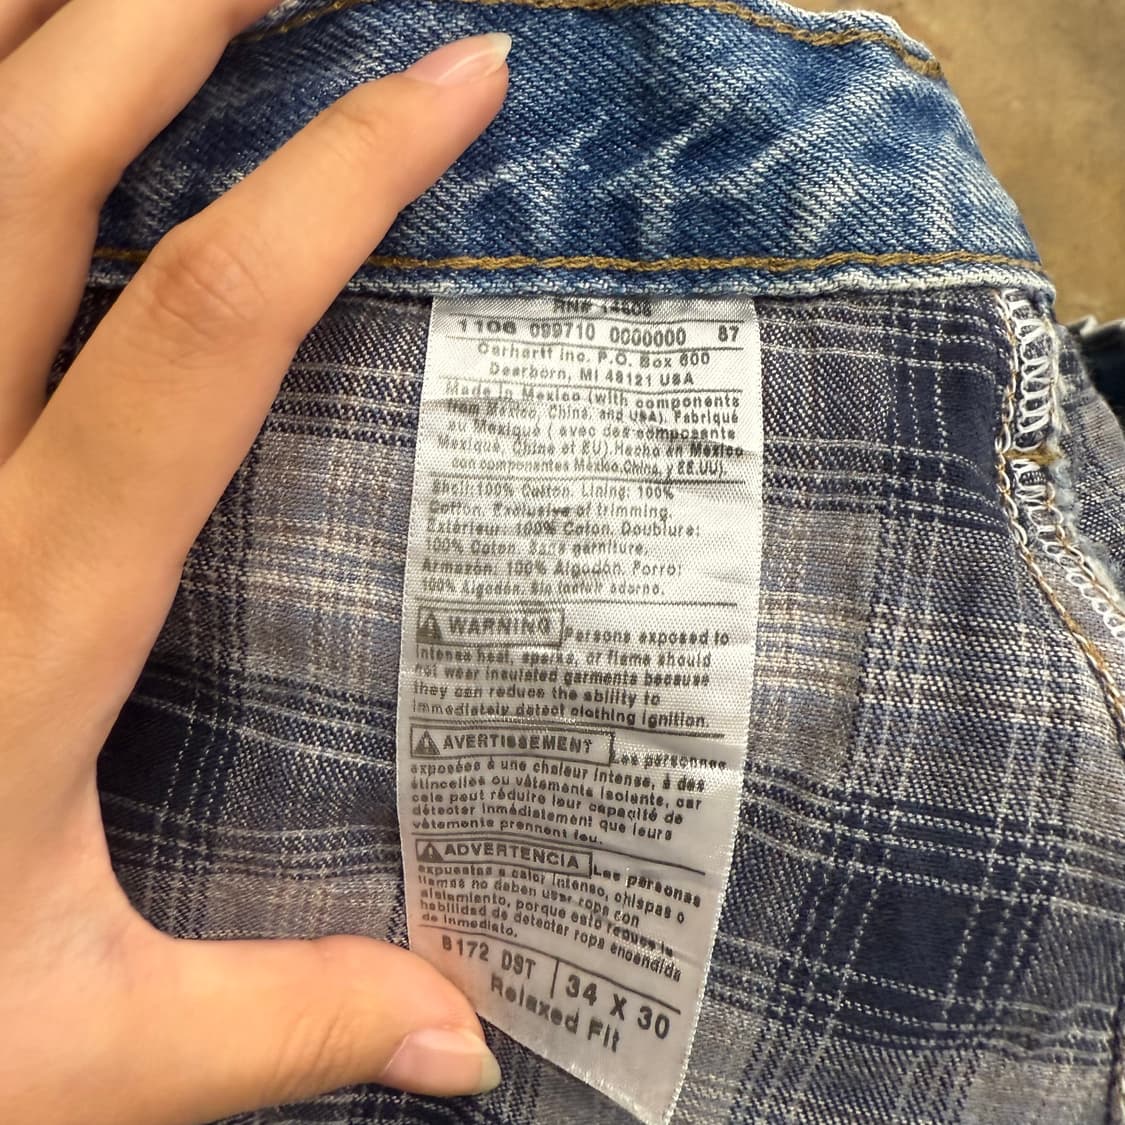 RN# 14806
1106 099710 0000000 87
Carhartt Inc. P.O. Box 600
Dearborn, MI 48121 USA
Made in Mexico (with components
from Mexico, China, and USA). Fabriqué
au Mexique ( avec des composants
Mexique, Chine et EU).Hecho en Mexico
con componentes México,China, y EE.UU).
Shell:100% Cotton. Lining: 100%
Cotton. Exclusive of trimming.
Extérieur: 100% Coton. Doublure:
100% Coton. Sans garniture.
Armazón: 100% Algodón. Forro:
100% Algodón. Sin adorno.
WARNING Persons exposed to
intense heat, sparks, or flame should
not wear insulated garments because
they can reduce the ability to
immediately detect clothing ignition.
AVERTISSEMENT Les personnes
exposées à une chaleur intense, à des
étincelles ou vêtements isolants, car
cela peut réduire leur capacité de
détecter immédiatement que leurs
vêtements prennent feu.
ADVERTENCIA Las personas
expuestas a calor intenso, chispas o
llamas no deben usar ropa con
aislamiento, porque esto reduce la
habilidad de detectar ropa encendida
de inmediato.
B172 DST 34 X 30
Relaxed Fit